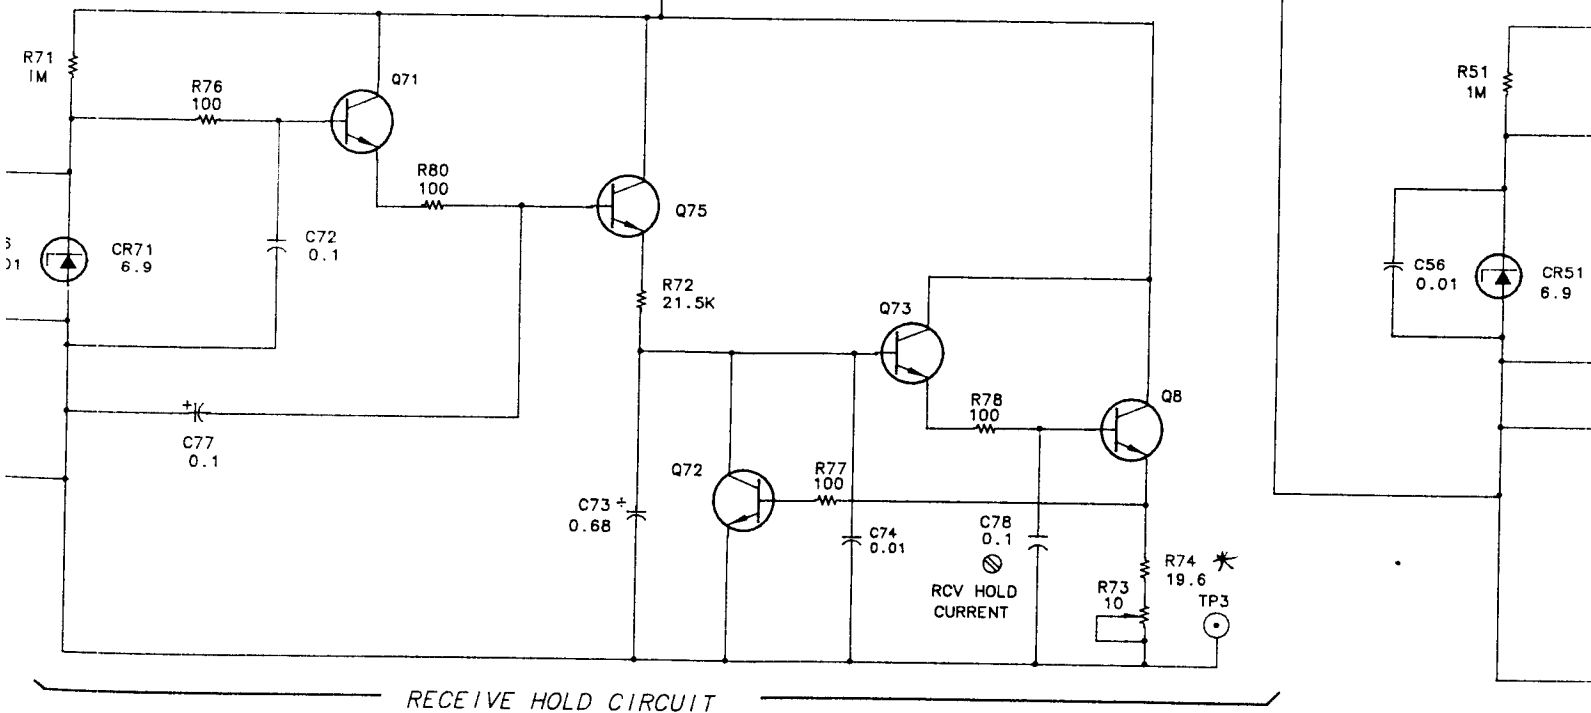 R71
1M
R76
100
Q71
R80
100
Q75
C72
0.1
CR71
6.9
6
01
R72
21.5K
Q73
R78
100
Q8
C77
0.1
Q72
R77
100
C73
0.68
C74
0.01
C78
0.1
RCV HOLD
CURRENT
R74
19.6
R73
10
TP3
RECEIVE HOLD CIRCUIT
R51
1M
C56
0.01
CR51
6.9